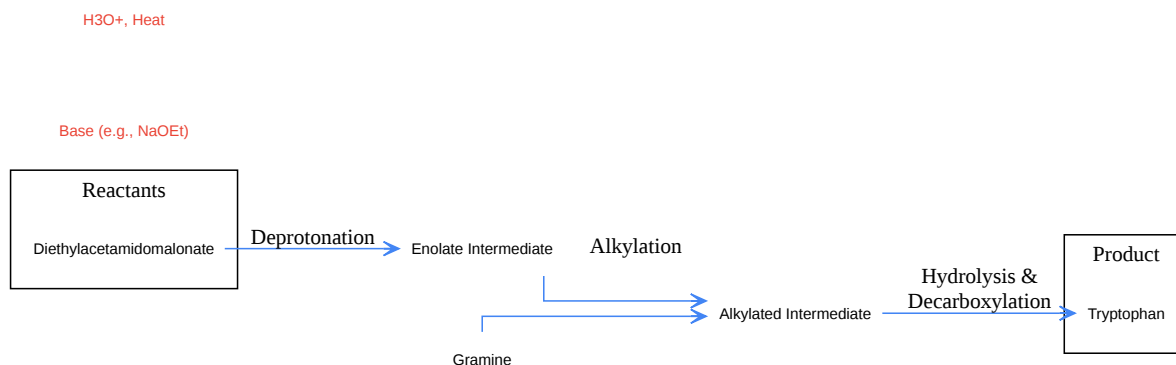 H3O+, Heat
Base (e.g., NaOEt)
Reactants
Diethylacetamidomalonate
Deprotonation
Enolate Intermediate
Alkylation
Gramine
Alkylated Intermediate
Hydrolysis &
Decarboxylation
Product
Tryptophan